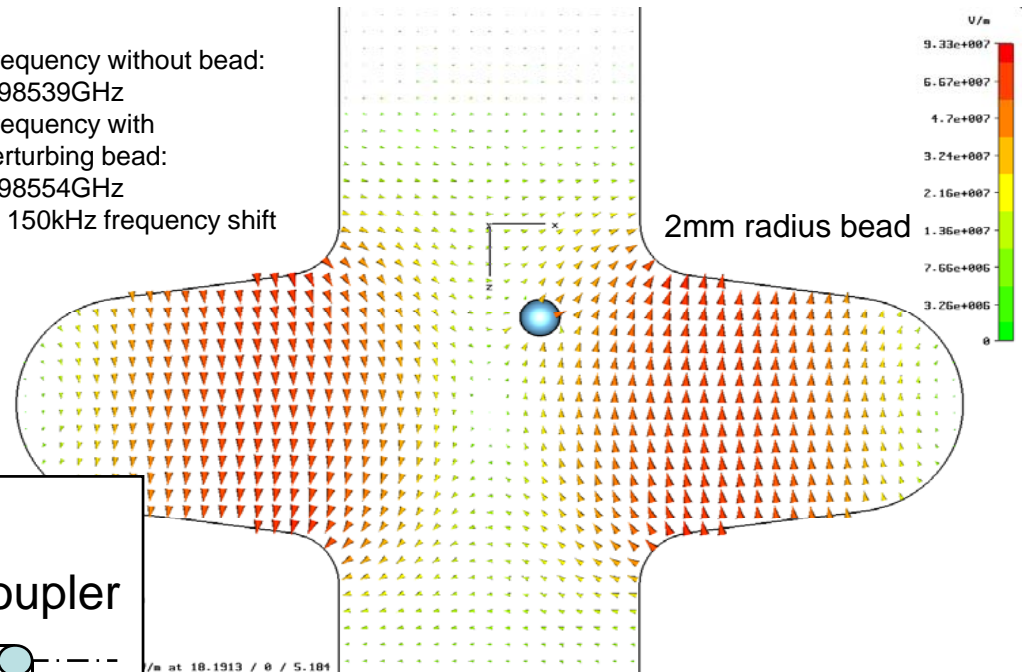 equency without bead:
98539GHz
equency with
erturbing bead:
98554GHz
150kHz frequency shift
2mm radius bead
V/m
9.33e+007
6.67e+007
4.7e+007
3.24e+007
2.16e+007
1.36e+007
7.66e+006
3.26e+006
0
x
z
oupler
/m at 18.1913 / 0 / 5.184